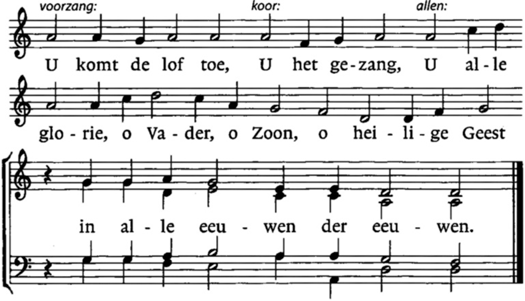 voorzang: koor: allen:
U komt de lof toe, U het ge-zang, U al-le
glo-rie, o Va-der, o Zoon, o hei-li-ge Geest
in al-le eeu-wen der eeu-wen.